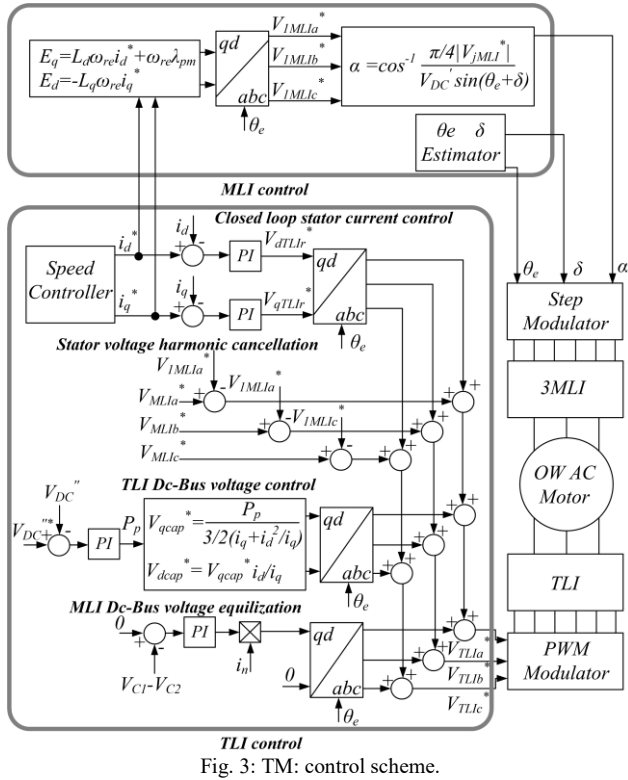 V1MLIa*
qd
V1MLIb*
V1MLIc*
abc
θe
Eq=Ldωreid*+ωreλpm
Ed=-Lqωreiq*
α=cos-1 π/4|VjMLI*| / VDC' sin(θe+δ)
θe δ
Estimator
MLI control
Closed loop stator current control
id*
id
+
-
PI
VdTLIr*
qd
Speed
Controller
iq*
iq
+
-
PI
VqTLIr*
abc
θe
θe
δ
α
Step
Modulator
Stator voltage harmonic cancellation
V1MLIa*
VMLIa*
+
-
V1MLIa*
+
+
VMLIb*
+
-
V1MLIc*
+
+
VMLIc*
+
-
+
+
3MLI
OW AC
Motor
TLI Dc-Bus voltage control
VDC''
VDC''*
+
-
PI
Pp
Vqcap*= Pp / 3/2(iq+id2/iq)
Vdcap*=Vqcap*id/iq
qd
abc
θe
+
+
+
+
+
+
TLI
MLI Dc-Bus voltage equilization
0
+
-
PI
in
VC1-VC2
0
qd
abc
θe
+
+
+
+
+
+
VTLIa*
VTLIb*
VTLIc*
PWM
Modulator
TLI control
Fig. 3: TM: control scheme.